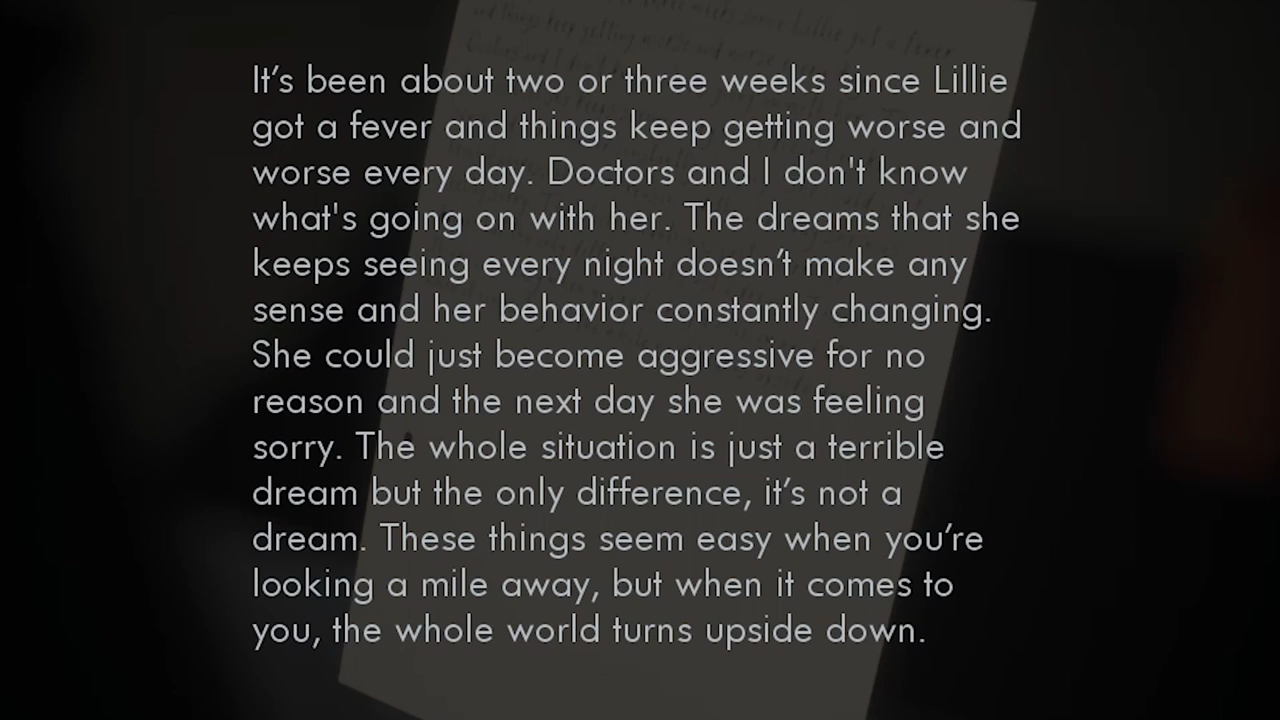 It’s been about two or three weeks since Lillie
got a fever and things keep getting worse and
worse every day. Doctors and I don't know
what's going on with her. The dreams that she
keeps seeing every night doesn’t make any
sense and her behavior constantly changing.
She could just become aggressive for no
reason and the next day she was feeling
sorry. The whole situation is just a terrible
dream but the only difference, it’s not a
dream. These things seem easy when you’re
looking a mile away, but when it comes to
you, the whole world turns upside down.